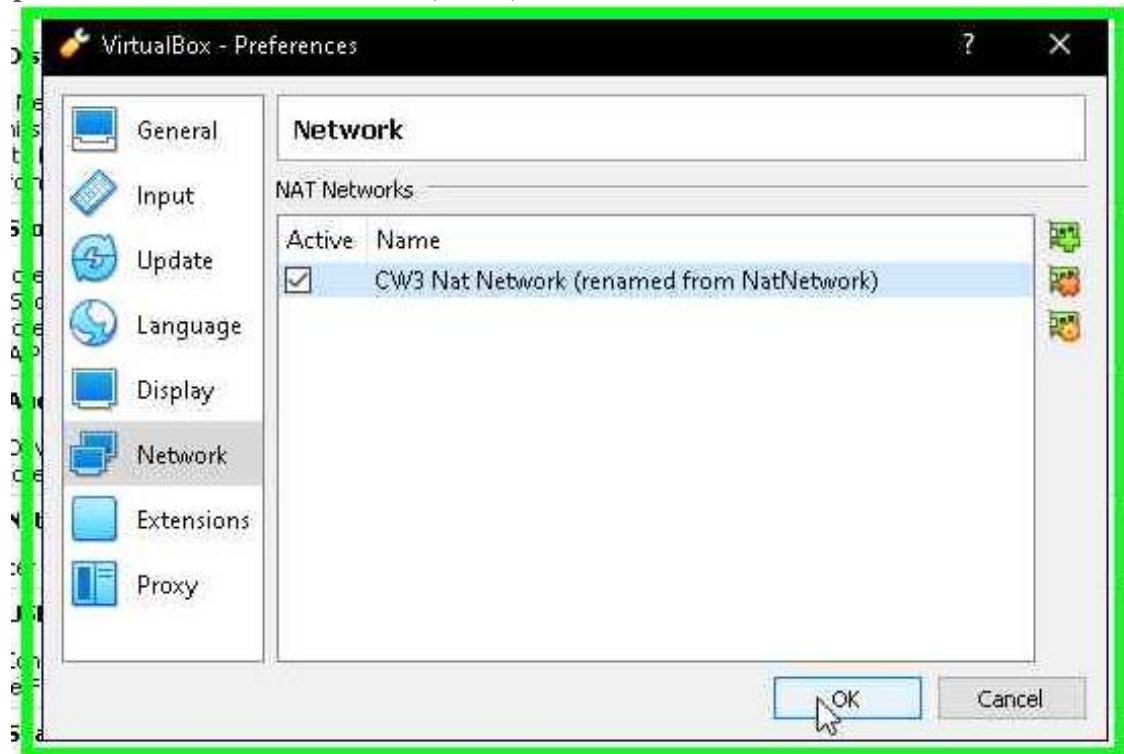 VirtualBox - Preferences ? ×
General
Input
Update
Language
Display
Network
Extensions
Proxy
Network
NAT Networks
Active Name
CW3 Nat Network (renamed from NatNetwork)
OK
Cancel